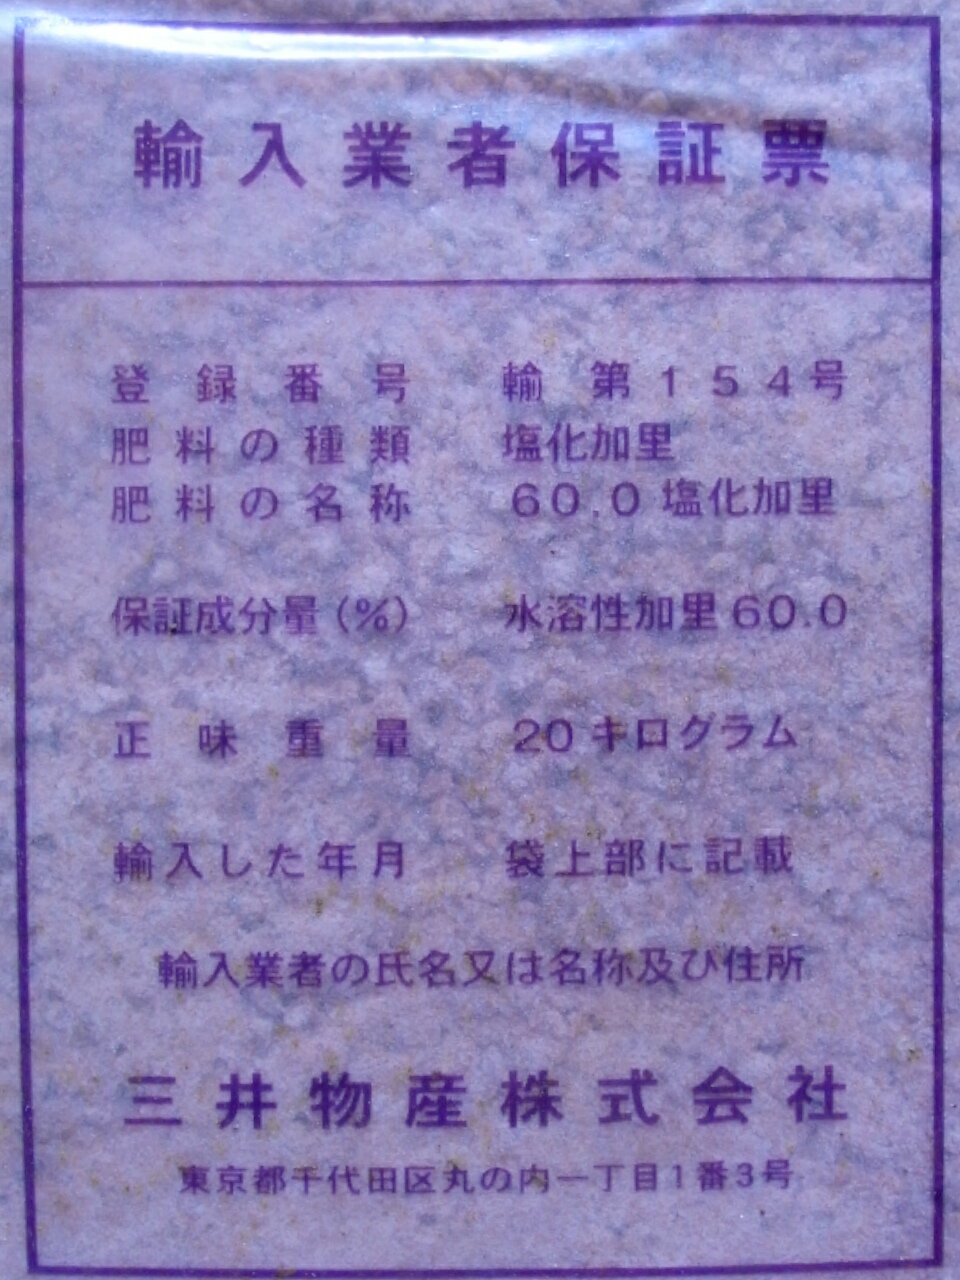 輸入業者保証票
登録番号 輸 第154号
肥料の種類 塩化加里
肥料の名称 60.0塩化加里
保証成分量(%) 水溶性加里60.0
正味重量 20キログラム
輸入した年月 袋上部に記載
輸入業者の氏名又は名称及び住所
三井物産株式会社
東京都千代田区丸の内一丁目1番3号